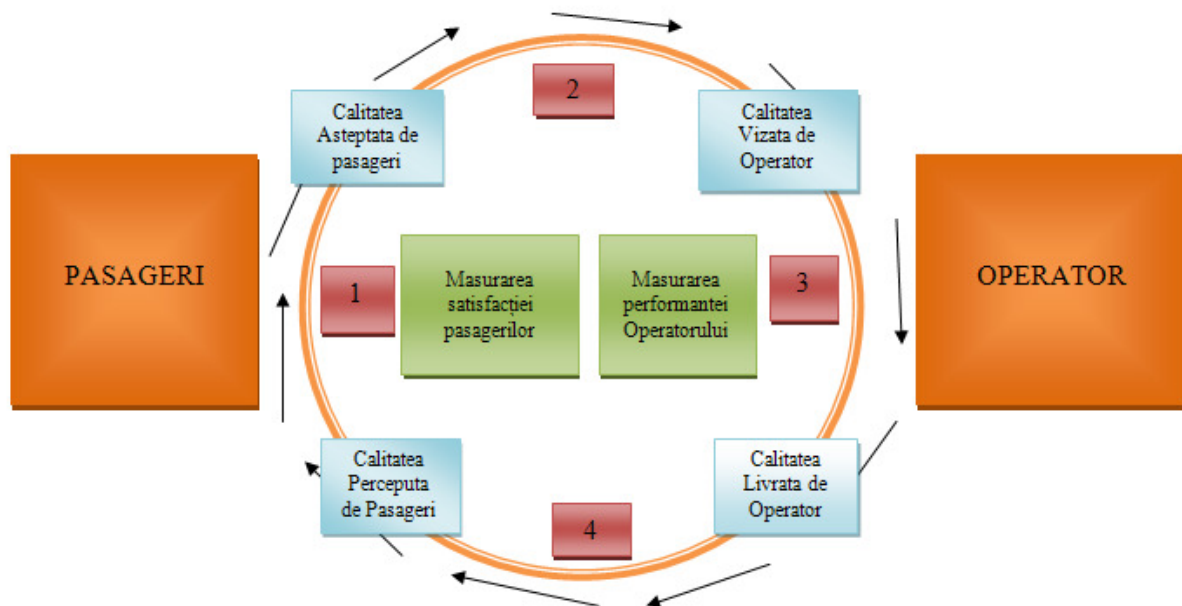 2
Calitatea
Asteptata de
pasageri
Calitatea
Vizata de
Operator
PASAGERI
1
Masurarea
satisfacției
pasagerilor
Masurarea
performantei
Operatorului
3
OPERATOR
Calitatea
Perceputa
de Pasageri
Calitatea
Livrata de
Operator
4